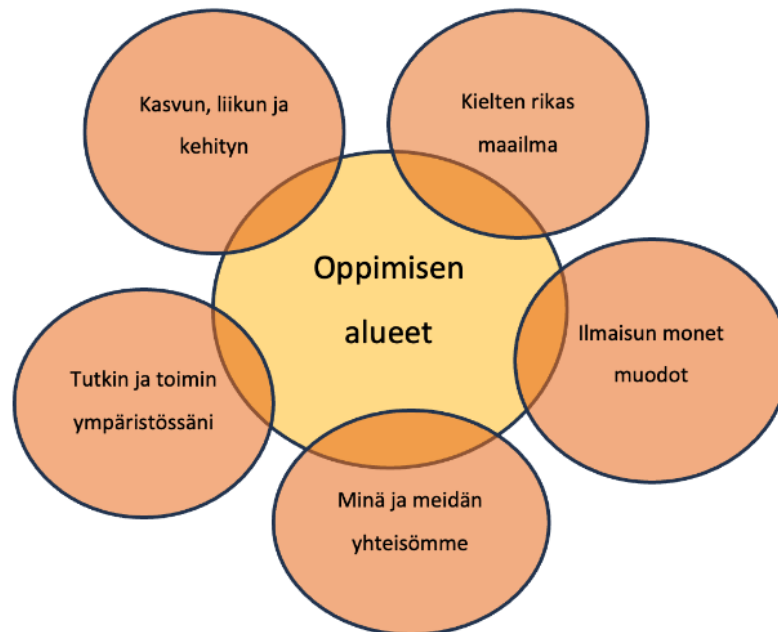 Kasvun, liikun ja
kehityn
Kielten rikas
maailma
Oppimisen
alueet
Ilmaisun monet
muodot
Tutkin ja toimin
ympäristössäni
Minä ja meidän
yhteisömme